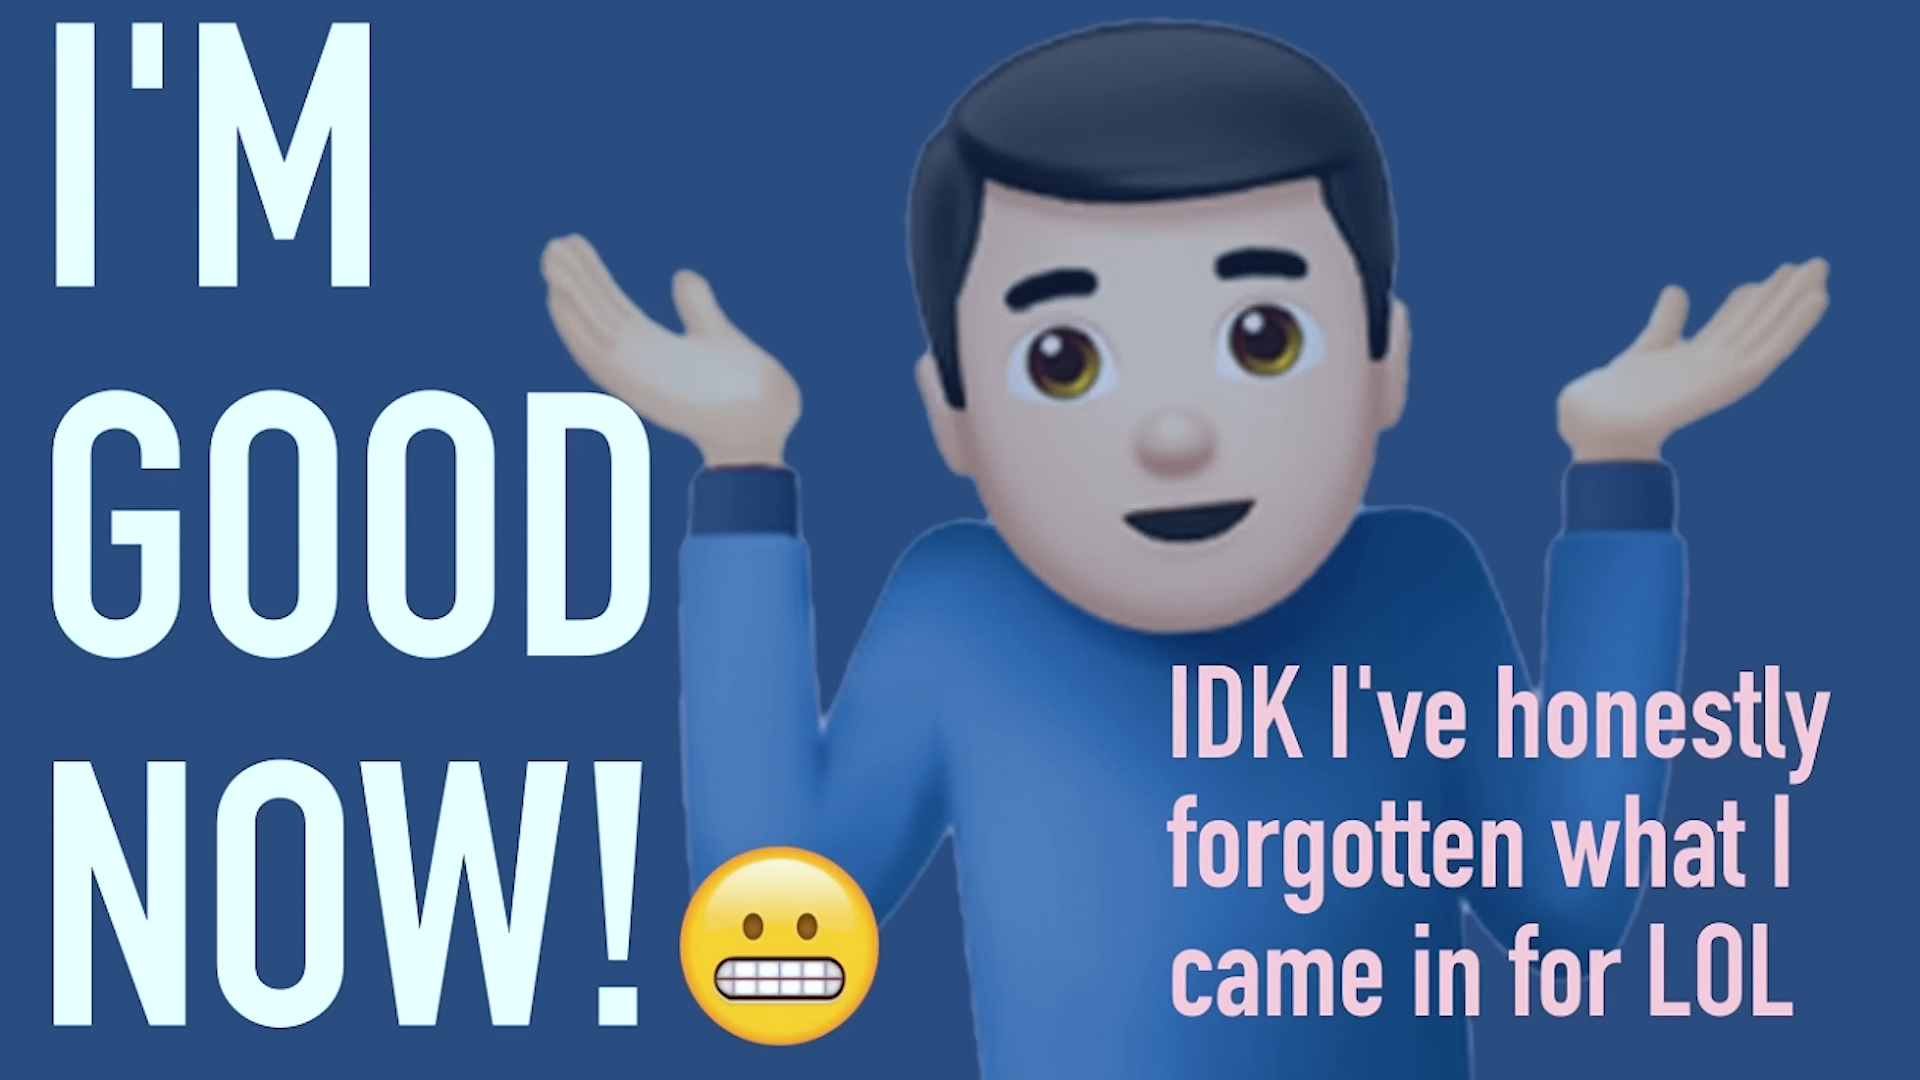 I'M
GOOD
NOW!
IDK I've honestly
forgotten what I
came in for LOL